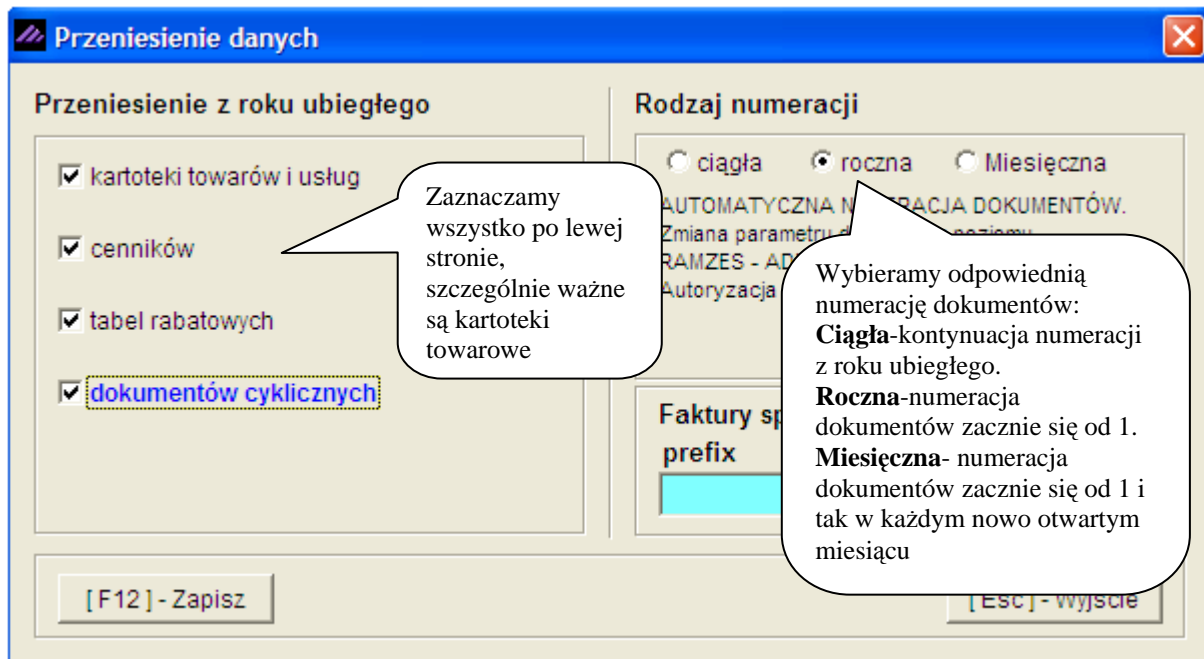 Przeniesienie danych
Przeniesienie z roku ubiegłego
kartoteki towarów i usług
cenników
tabel rabatowych
dokumentów cyklicznych
Zaznaczamy
wszystko po lewej
stronie,
szczególnie ważne
są kartoteki
towarowe
Rodzaj numeracji
ciągła roczna Miesięczna
AUTOMATYCZNA NUMERACJA DOKUMENTÓW.
Zmiana parametru poziomu
RAMZES
Autoryzacja
Wybieramy odpowiednią
numerację dokumentów:
Ciągła-kontynuacja numeracji
z roku ubiegłego.
Roczna-numeracja
dokumentów zacznie się od 1.
Miesięczna- numeracja
dokumentów zacznie się od 1 i
tak w każdym nowo otwartym
miesiącu
Faktury
prefix
[ F12 ] - Zapisz
[ Esc ] - Wyjście